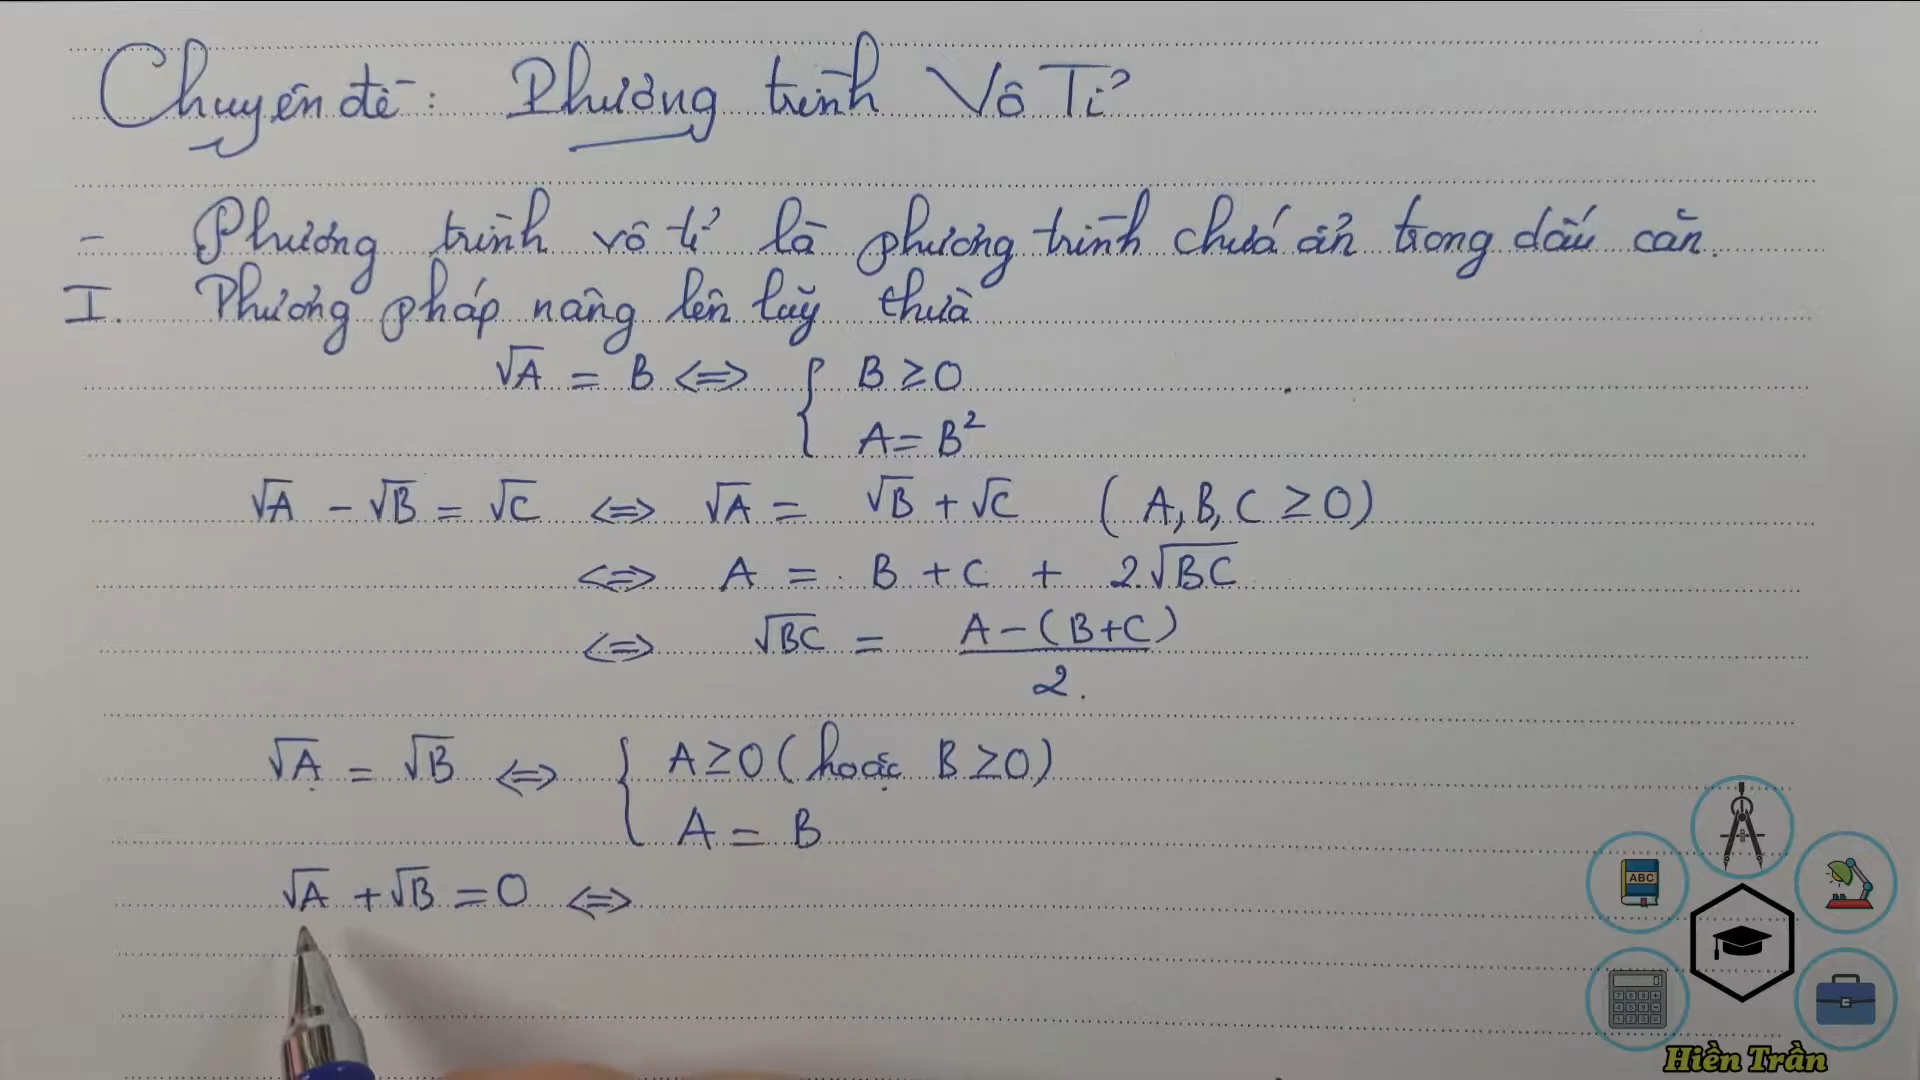 Chuyên đề: Phương trình Vô Tỉ
- Phương trình vô tỉ là phương trình chứa ẩn trong dấu căn.
I. Phương pháp nâng lên lũy thừa
√A = B <=> { B ≥ 0
A = B²
√A - √B = √C <=> √A = √B + √C ( A, B, C ≥ 0)
<=> A = B + C + 2√BC
<=> √BC = A - (B+C) / 2.
√A = √B <=> { A ≥ 0 (hoặc B ≥ 0)
A = B
√A + √B = 0 <=>
ABC
Hiền Trần